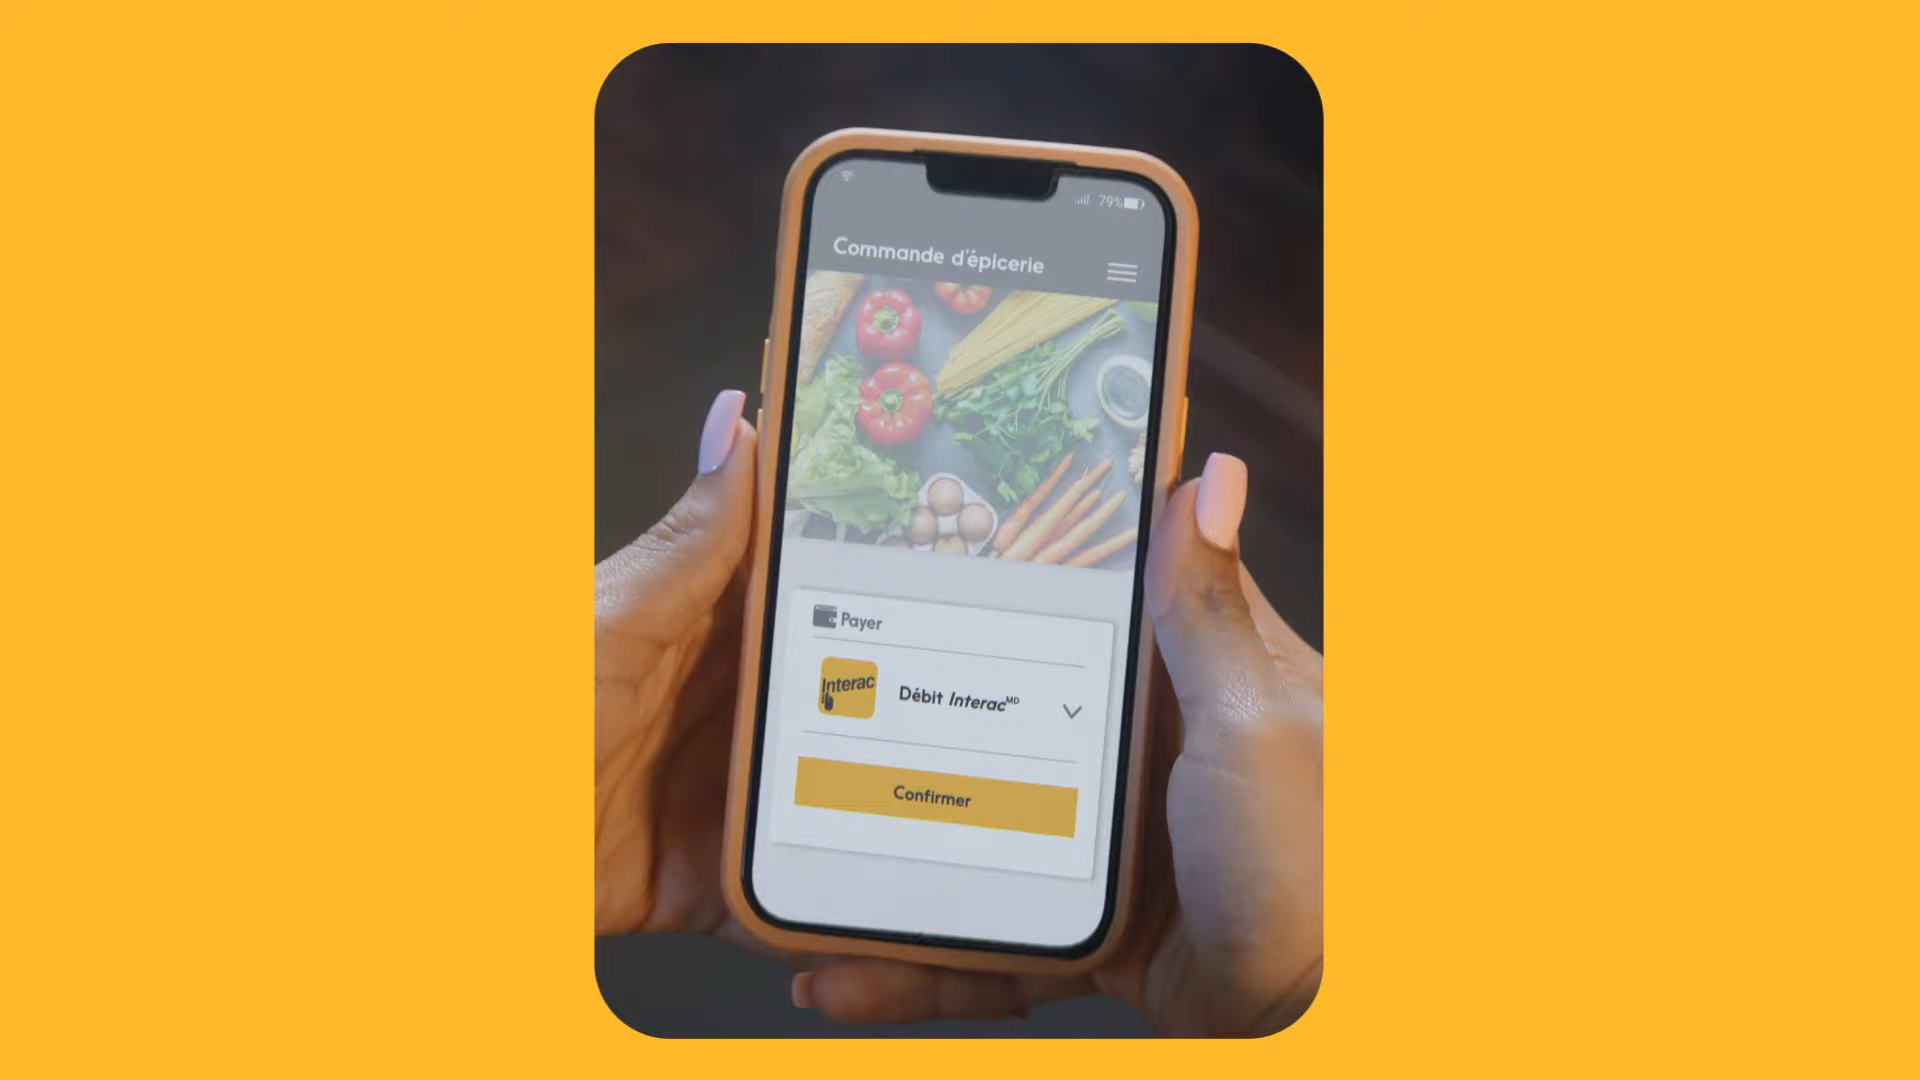 79%
Commande d'épicerie
Payer
Interac
Débit Interac MD
Confirmer